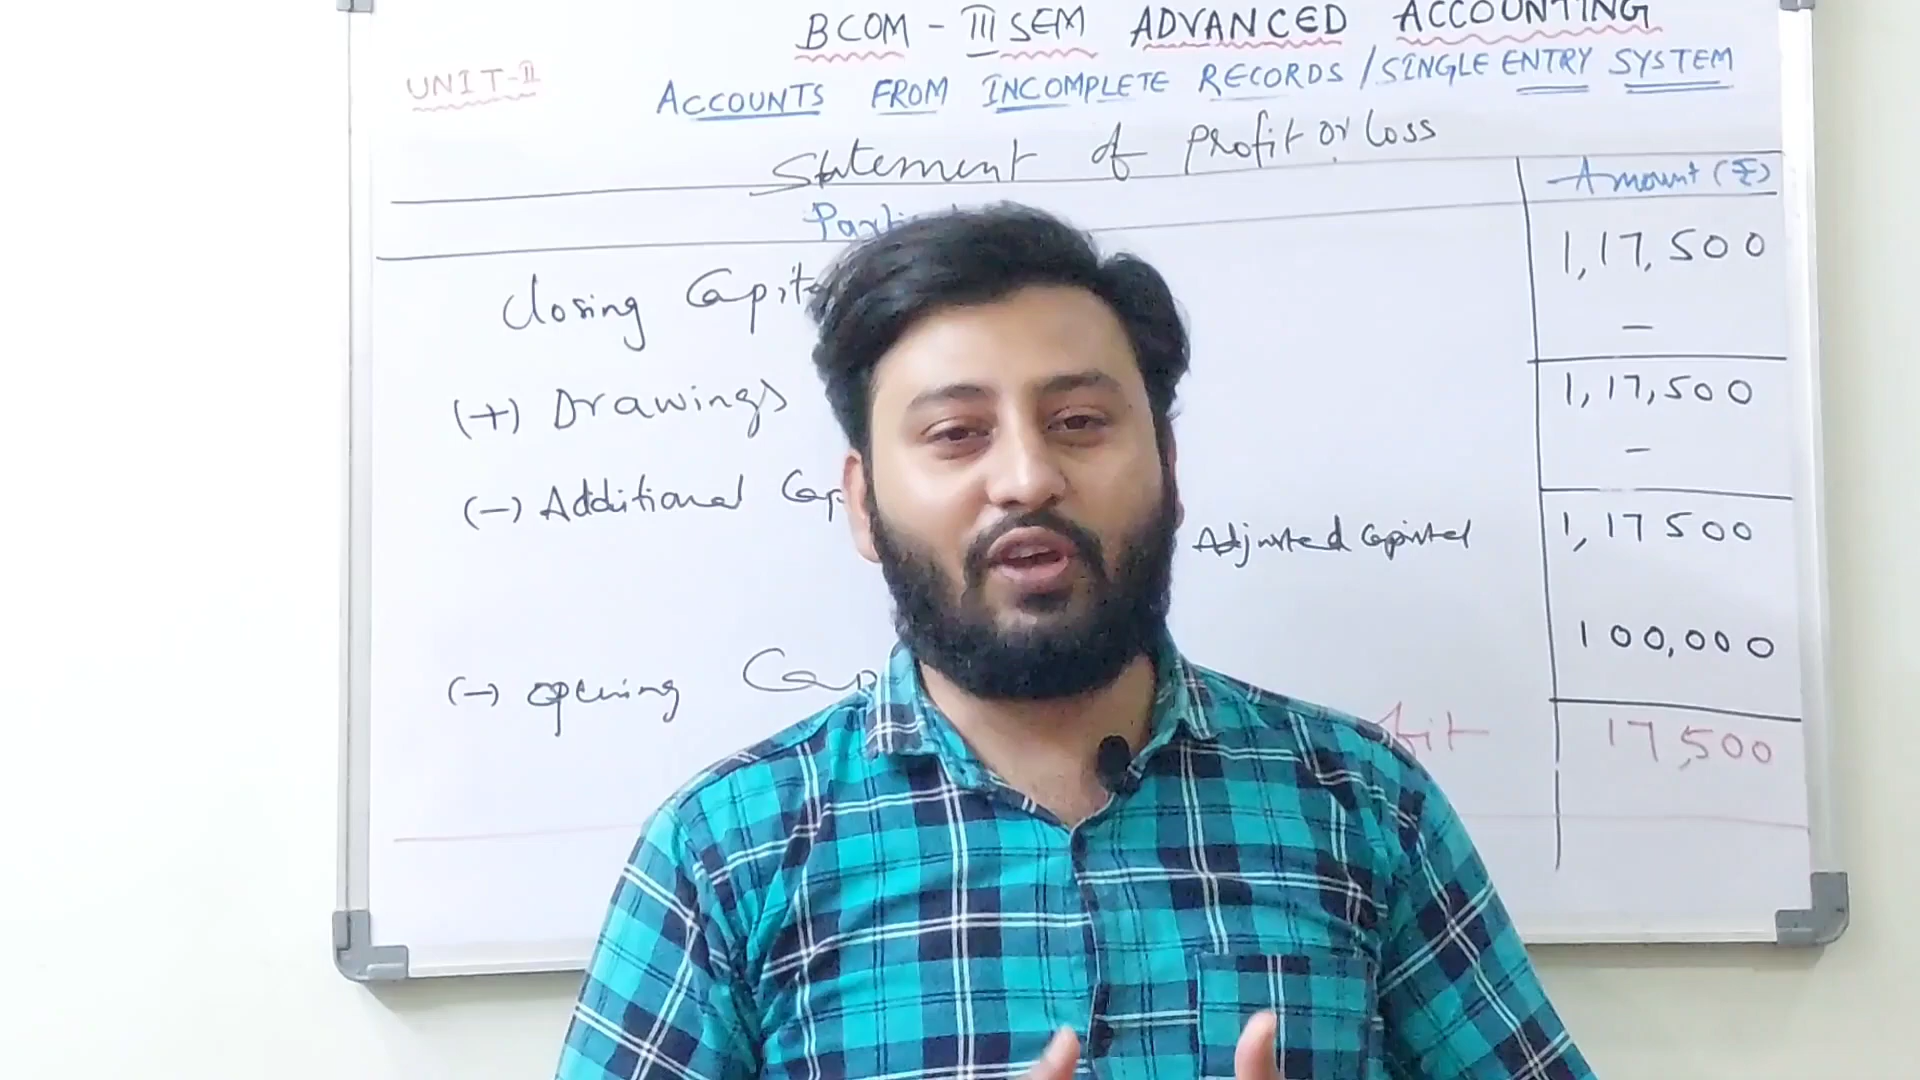 BCOM - III SEM ADVANCED ACCOUNTING
UNIT-II
ACCOUNTS FROM INCOMPLETE RECORDS / SINGLE ENTRY SYSTEM
Statement of Profit or Loss
Amount (₹)
Closing 1,17,500
(+) Drawings –
1,17,500
(–) Additional –
Adjusted Capital 1,17500
(–) opening 100,000
17,500